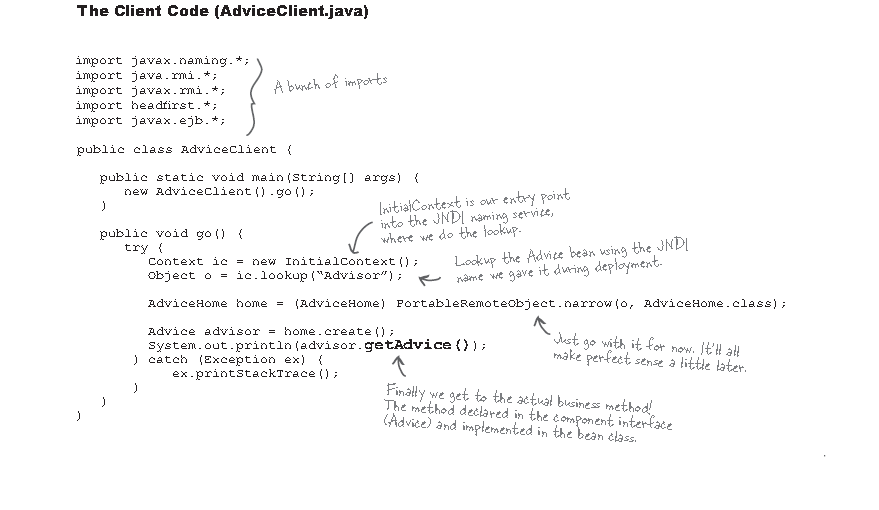 The Client Code (AdviceClient.java)
import javax.naming.*;
import java.rmi.*;
import javax.rmi.*;
import headfirst.*;
import javax.ejb.*;
A bunch of imports
public class AdviceClient {
public static void main(String[] args) {
new AdviceClient().go();
}
InitialContext is our entry point
into the JNDI naming service,
where we do the lookup.
public void go() {
try {
Context ic = new InitialContext();
Object o = ic.lookup(“Advisor”);
Lookup the Advice bean using the JNDI
name we gave it during deployment.
AdviceHome home = (AdviceHome) PortableRemoteObject.narrow(o, AdviceHome.class);
Just go with it for now. It'll all
make perfect sense a little later.
Advice advisor = home.create();
System.out.println(advisor.getAdvice());
} catch (Exception ex) {
ex.printStackTrace();
}
}
}
Finally we get to the actual business method!
The method declared in the component interface
(Advice) and implemented in the bean class.